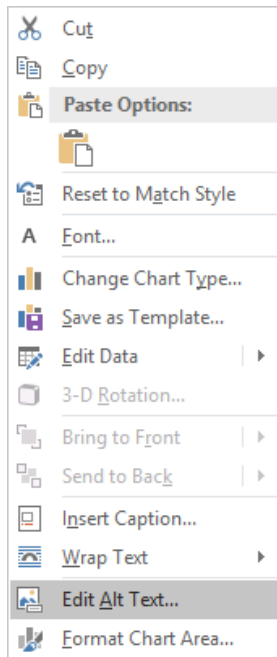 Cut
Copy
Paste Options:
Reset to Match Style
A Font...
Change Chart Type...
Save as Template...
Edit Data
3-D Rotation...
Bring to Front
Send to Back
Insert Caption...
Wrap Text
Edit Alt Text...
Format Chart Area...